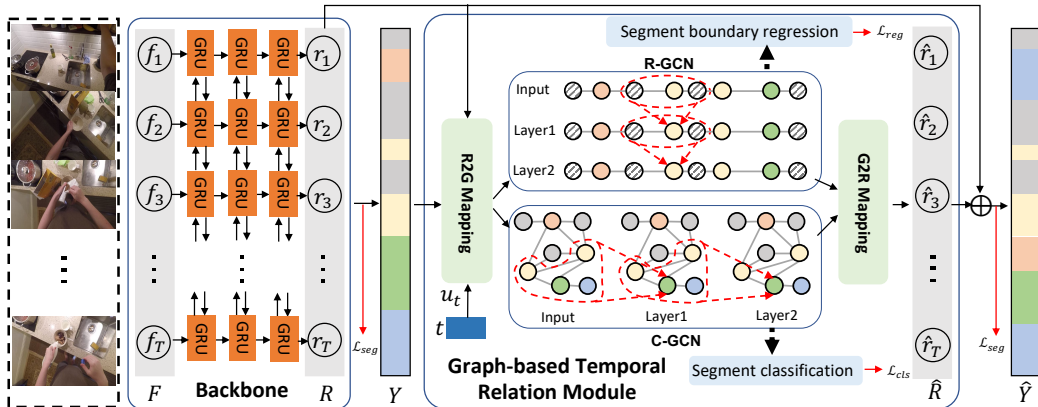 f1 GRU GRU GRU r1
f2 GRU GRU GRU r2
f3 GRU GRU GRU r3
fT GRU GRU GRU rT
F Backbone R
ℒseg
Y
R2G Mapping
ut
t
Segment boundary regression
ℒreg
R-GCN
Input
Layer1
Layer2
Input Layer1 Layer2
C-GCN
Segment classification
ℒcls
Graph-based Temporal
Relation Module
G2R Mapping
r̂1
r̂2
r̂3
r̂T
R̂
ℒseg
Ŷ